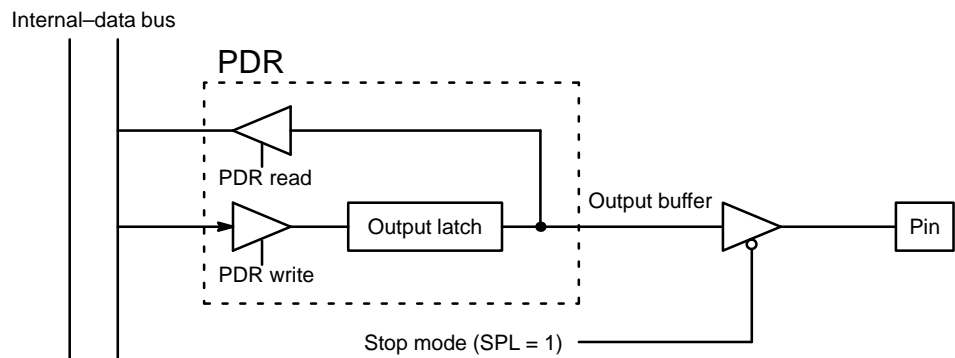 Internal–data bus
PDR
PDR read
Output latch
Output buffer
Pin
PDR write
Stop mode (SPL = 1)